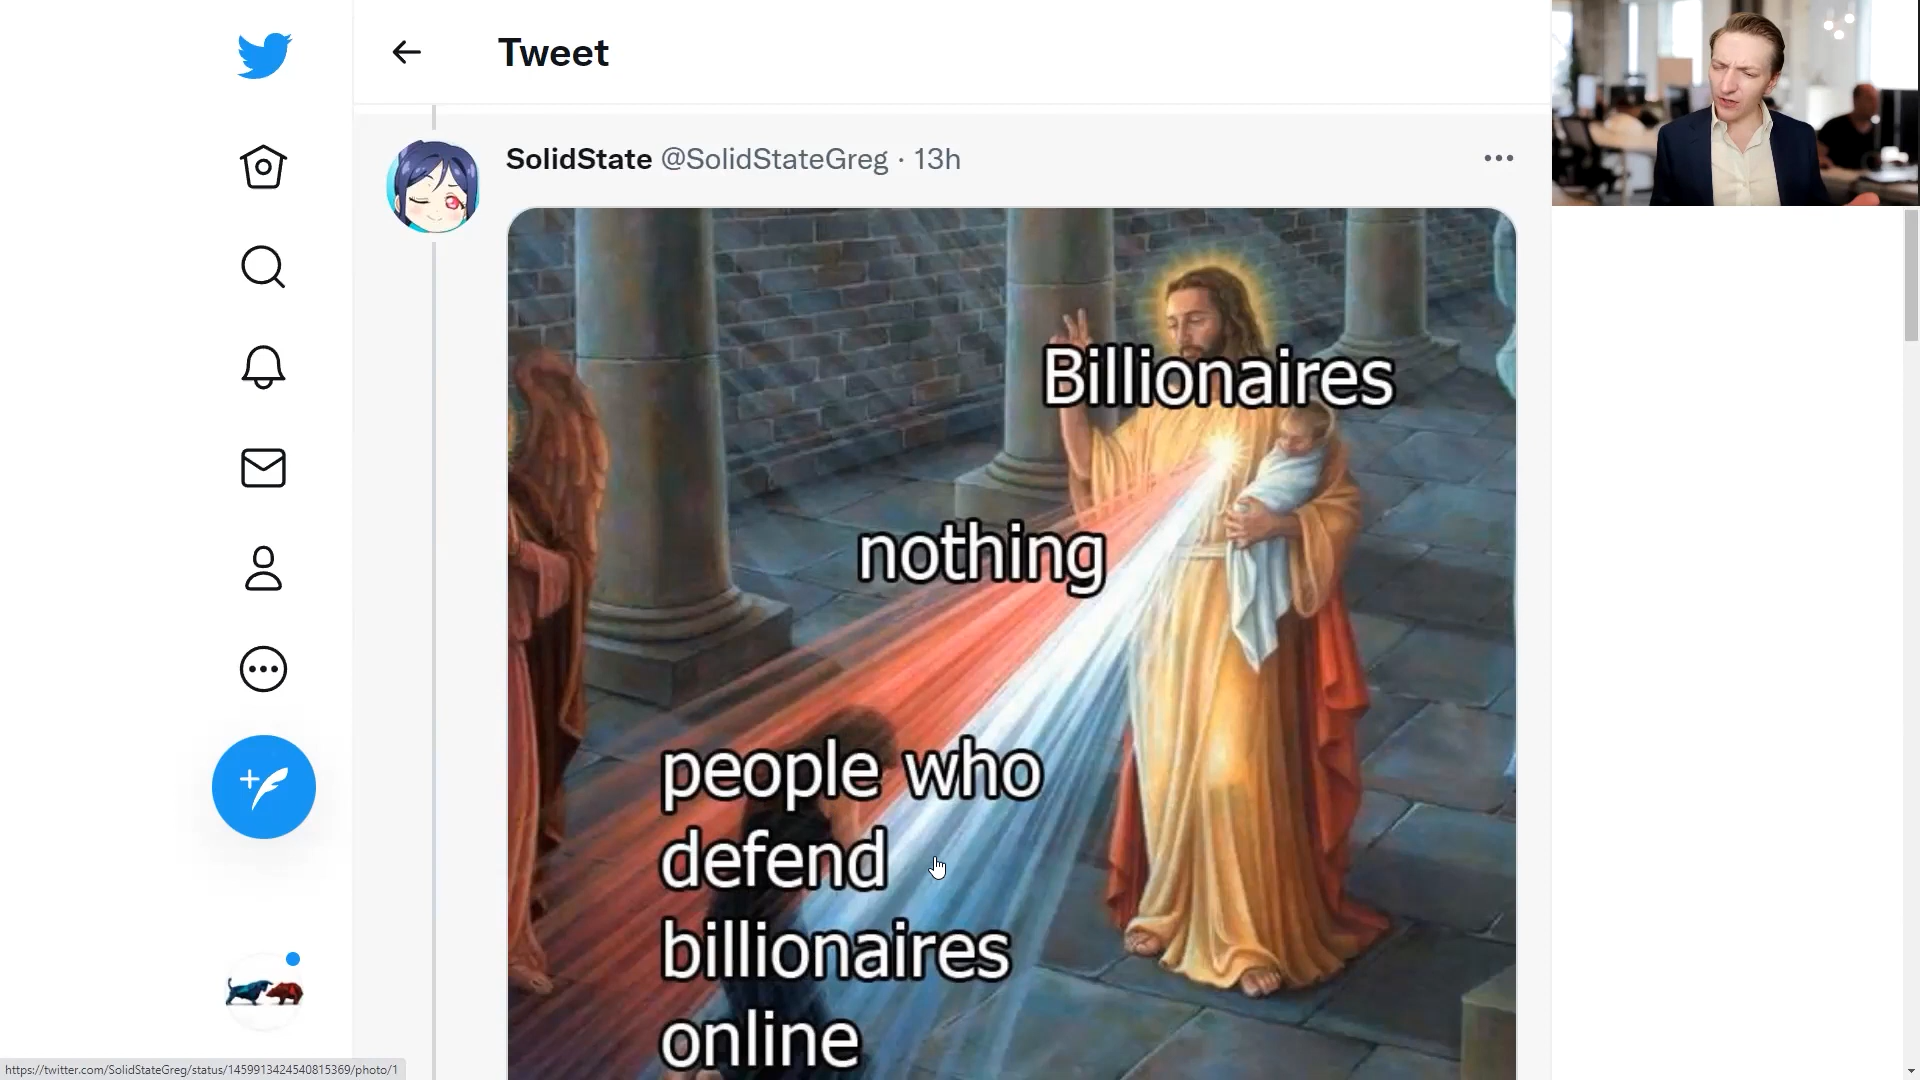 Tweet
SolidState @SolidStateGreg · 13h
Billionaires
nothing
people who
defend
billionaires
online
https://twitter.com/SolidStateGreg/status/1459913424540815369/photo/1